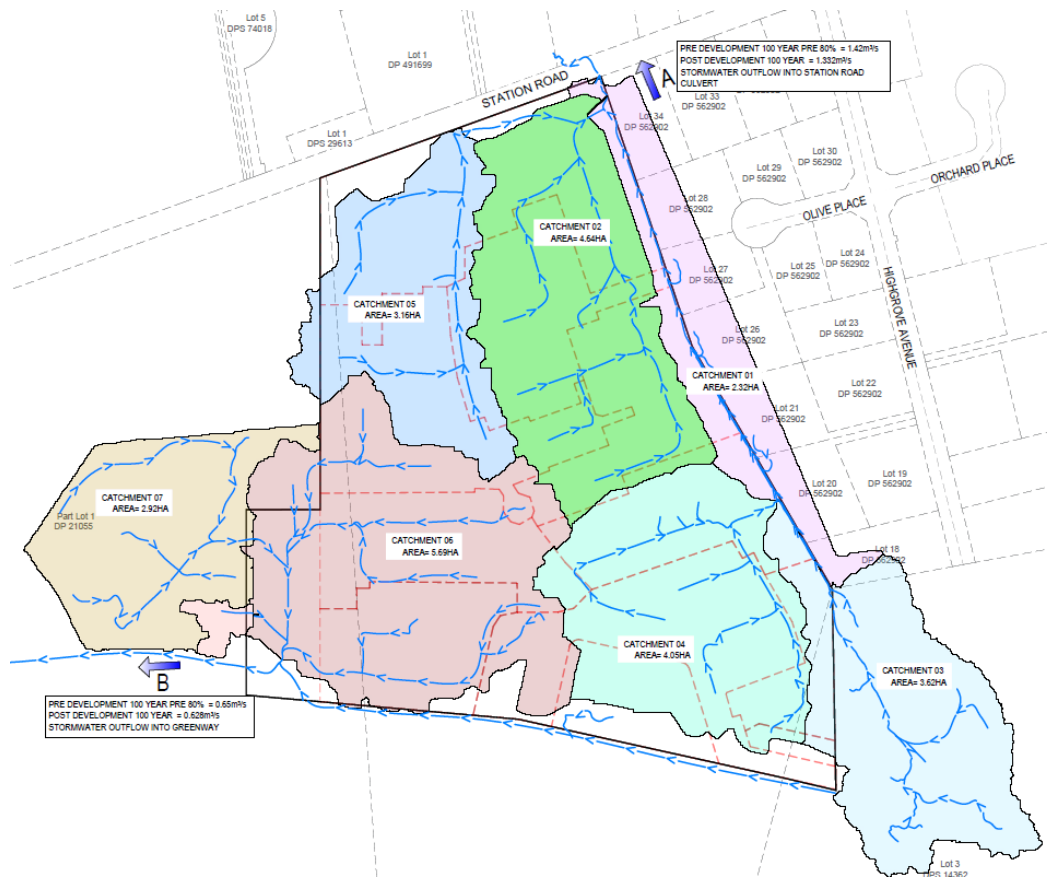 Lot 5
DPS 74018
Lot 1
DP 491699
STATION ROAD
PRE DEVELOPMENT 100 YEAR PRE 80% = 1.42m³/s
POST DEVELOPMENT 100 YEAR = 1.332m³/s
STORMWATER OUTFLOW INTO STATION ROAD
CULVERT
A
Lot 33
DP 562902
Lot 34
DP 562902
Lot 1
DPS 29613
Lot 30
DP 562902
Lot 29
DP 562902
ORCHARD PLACE
Lot 28
DP 562902
OLIVE PLACE
CATCHMENT 02
AREA= 4.64HA
Lot 24
DP 562902
Lot 25
DP 562902
Lot 27
DP 562902
HIGHGROVE AVENUE
CATCHMENT 05
AREA= 3.16HA
Lot 26
DP 562902
Lot 23
DP 562902
CATCHMENT 01
AREA= 2.32HA
Lot 22
DP 562902
Lot 21
DP 562902
Lot 19
DP 562902
Lot 20
DP 562902
CATCHMENT 07
AREA= 2.92HA
Part Lot 1
DP 21055
CATCHMENT 06
AREA= 5.69HA
Lot 18
DP 562902
CATCHMENT 04
AREA= 4.05HA
CATCHMENT 03
AREA= 3.62HA
B
PRE DEVELOPMENT 100 YEAR PRE 80% = 0.65m³/s
POST DEVELOPMENT 100 YEAR = 0.628m³/s
STORMWATER OUTFLOW INTO GREENWAY
Lot 3
DPS 14362